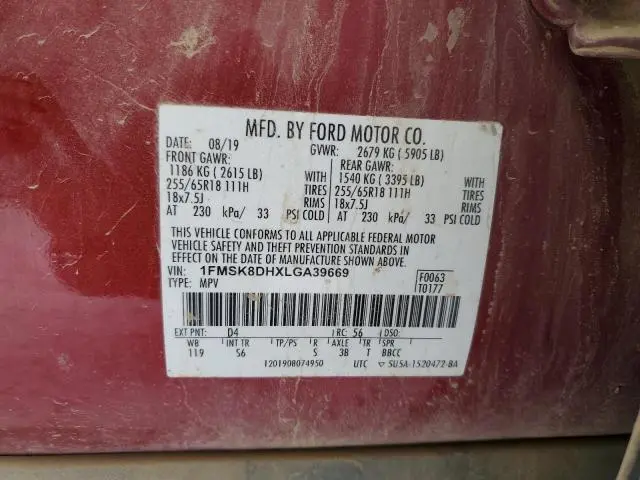 MFD. BY FORD MOTOR CO.
DATE: 08/19 GVWR: 2679 KG ( 5905 LB)
FRONT GAWR: REAR GAWR:
1186 KG ( 2615 LB) WITH 1540 KG ( 3395 LB) WITH
255/65R18 111H TIRES 255/65R18 111H TIRES
18x7.5J RIMS 18x7.5J RIMS
AT 230 kPa/ 33 PSI COLD AT 230 kPa/ 33 PSI COLD
THIS VEHICLE CONFORMS TO ALL APPLICABLE FEDERAL MOTOR
VEHICLE SAFETY AND THEFT PREVENTION STANDARDS IN
EFFECT ON THE DATE OF MANUFACTURE SHOWN ABOVE.
VIN: 1FMSK8DHXLGA39669 F0063
TYPE: MPV T0177
EXT PNT: D4 RC: 56 DSO:
WB INT TR TP/PS R AXLE TR SPR
119 S6 S 3B T BBCC
1201908074950 UTC ▽ SU5A-1520472-BA